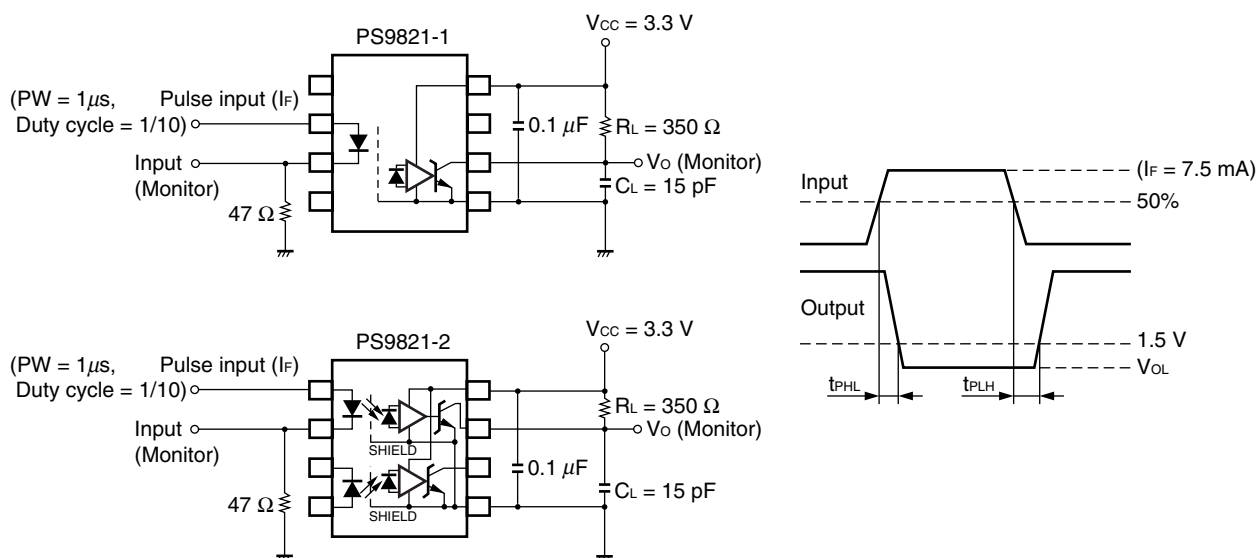 VCC = 3.3 V
PS9821-1
(PW = 1μs, Pulse input (IF)
Duty cycle = 1/10)
Input
(Monitor)
47 Ω
0.1 μF
RL = 350 Ω
VO (Monitor)
CL = 15 pF
VCC = 3.3 V
PS9821-2
(PW = 1μs, Pulse input (IF)
Duty cycle = 1/10)
Input
(Monitor)
47 Ω
SHIELD
SHIELD
0.1 μF
RL = 350 Ω
VO (Monitor)
CL = 15 pF
Input
(IF = 7.5 mA)
50%
Output
1.5 V
VOL
tPHL
tPLH